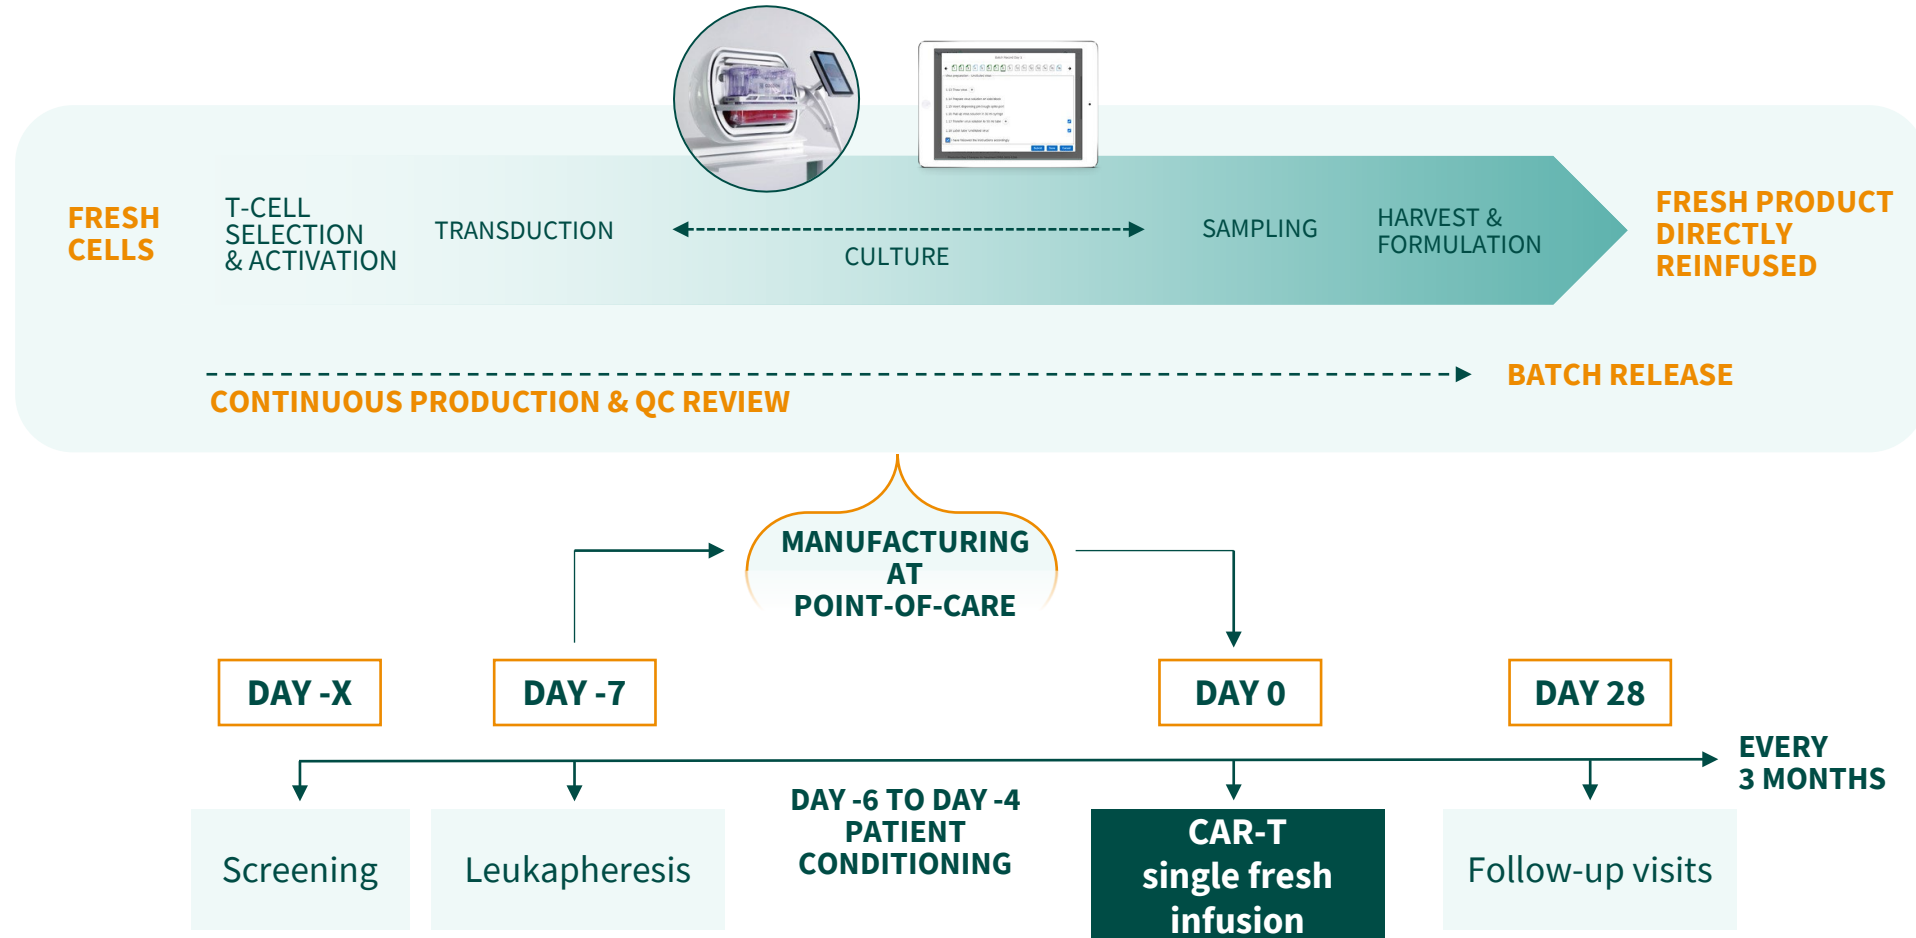 FRESH
CELLS
T-CELL
SELECTION
& ACTIVATION
TRANSDUCTION
CULTURE
SAMPLING
HARVEST &
FORMULATION
FRESH PRODUCT
DIRECTLY
REINFUSED
CONTINUOUS PRODUCTION & QC REVIEW
BATCH RELEASE
MANUFACTURING
AT
POINT-OF-CARE
DAY -X
DAY -7
DAY 0
DAY 28
EVERY
3 MONTHS
Screening
Leukapheresis
DAY -6 TO DAY -4
PATIENT
CONDITIONING
CAR-T
single fresh
infusion
Follow-up visits